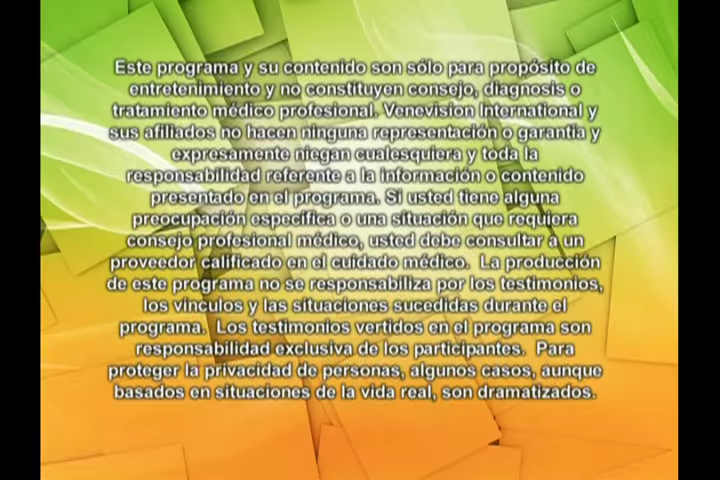 Este programa y su contenido son sólo para propósito de
entretenimiento y no constituyen consejo, diagnosis o
tratamiento médico profesional. Venevision International y
sus afiliados no hacen ninguna representación o garantía y
expresamente niegan cualesquiera y toda la
responsabilidad referente a la información o contenido
presentado en el programa. Si usted tiene alguna
preocupación específica o una situación que requiera
consejo profesional médico, usted debe consultar a un
proveedor calificado en el cuidado médico. La producción
de este programa no se responsabiliza por los testimonios,
los vínculos y las situaciones sucedidas durante el
programa. Los testimonios vertidos en el programa son
responsabilidad exclusiva de los participantes. Para
proteger la privacidad de personas, algunos casos, aunque
basados en situaciones de la vida real, son dramatizados.